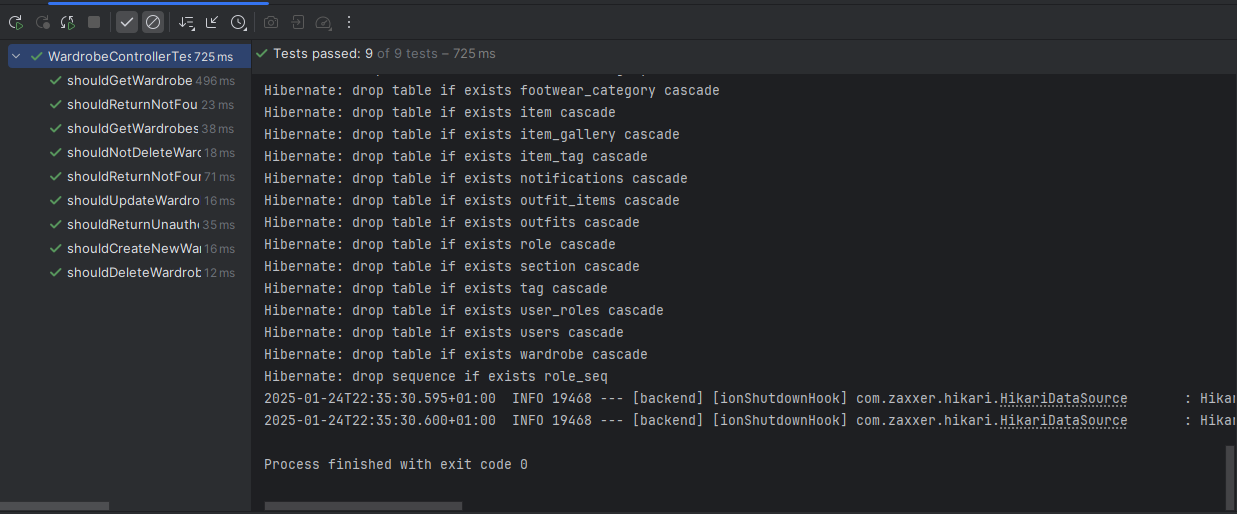 WardrobeControllerTes 725 ms
shouldGetWardrobe 496 ms
shouldReturnNotFou 23 ms
shouldGetWardrobes 38 ms
shouldNotDeleteWard 18 ms
shouldReturnNotFour 71 ms
shouldUpdateWardro 16 ms
shouldReturnUnauth 35 ms
shouldCreateNewWar 16 ms
shouldDeleteWardrob 12 ms
Tests passed: 9 of 9 tests – 725 ms
Hibernate: drop table if exists footwear_category cascade
Hibernate: drop table if exists item cascade
Hibernate: drop table if exists item_gallery cascade
Hibernate: drop table if exists item_tag cascade
Hibernate: drop table if exists notifications cascade
Hibernate: drop table if exists outfit_items cascade
Hibernate: drop table if exists outfits cascade
Hibernate: drop table if exists role cascade
Hibernate: drop table if exists section cascade
Hibernate: drop table if exists tag cascade
Hibernate: drop table if exists user_roles cascade
Hibernate: drop table if exists users cascade
Hibernate: drop table if exists wardrobe cascade
Hibernate: drop sequence if exists role_seq
2025-01-24T22:35:30.595+01:00  INFO 19468 --- [backend] [ionShutdownHook] com.zaxxer.hikari.HikariDataSource       : Hikari
2025-01-24T22:35:30.600+01:00  INFO 19468 --- [backend] [ionShutdownHook] com.zaxxer.hikari.HikariDataSource       : Hikari
Process finished with exit code 0